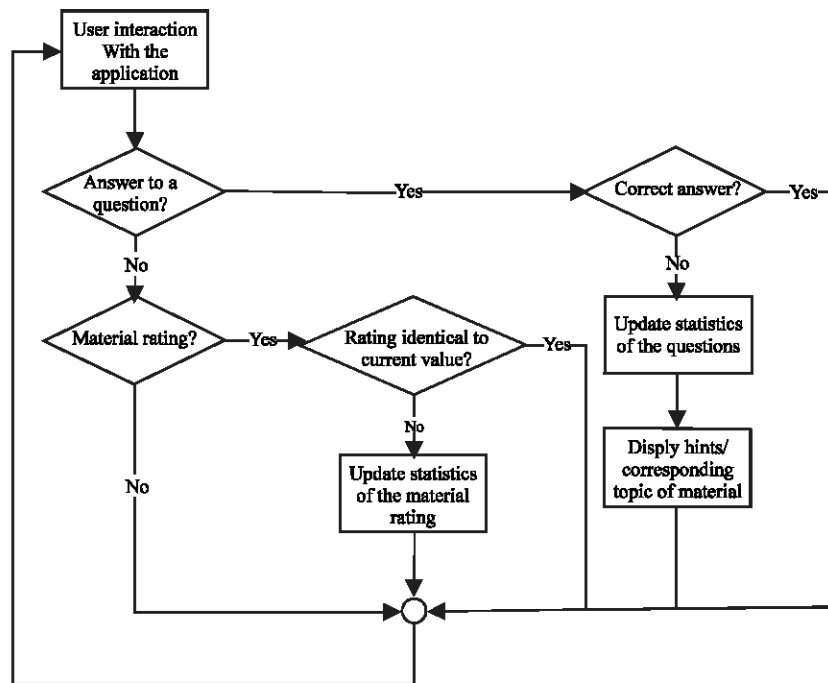 User interaction
With the
application
Answer to a
question?
Yes
Correct answer?
Yes
No
No
Material rating?
Yes
Rating identical to
current value?
Yes
Update statistics
of the questions
No
Disply hints/
corresponding
topic of material
Update statistics
of the material
rating
No